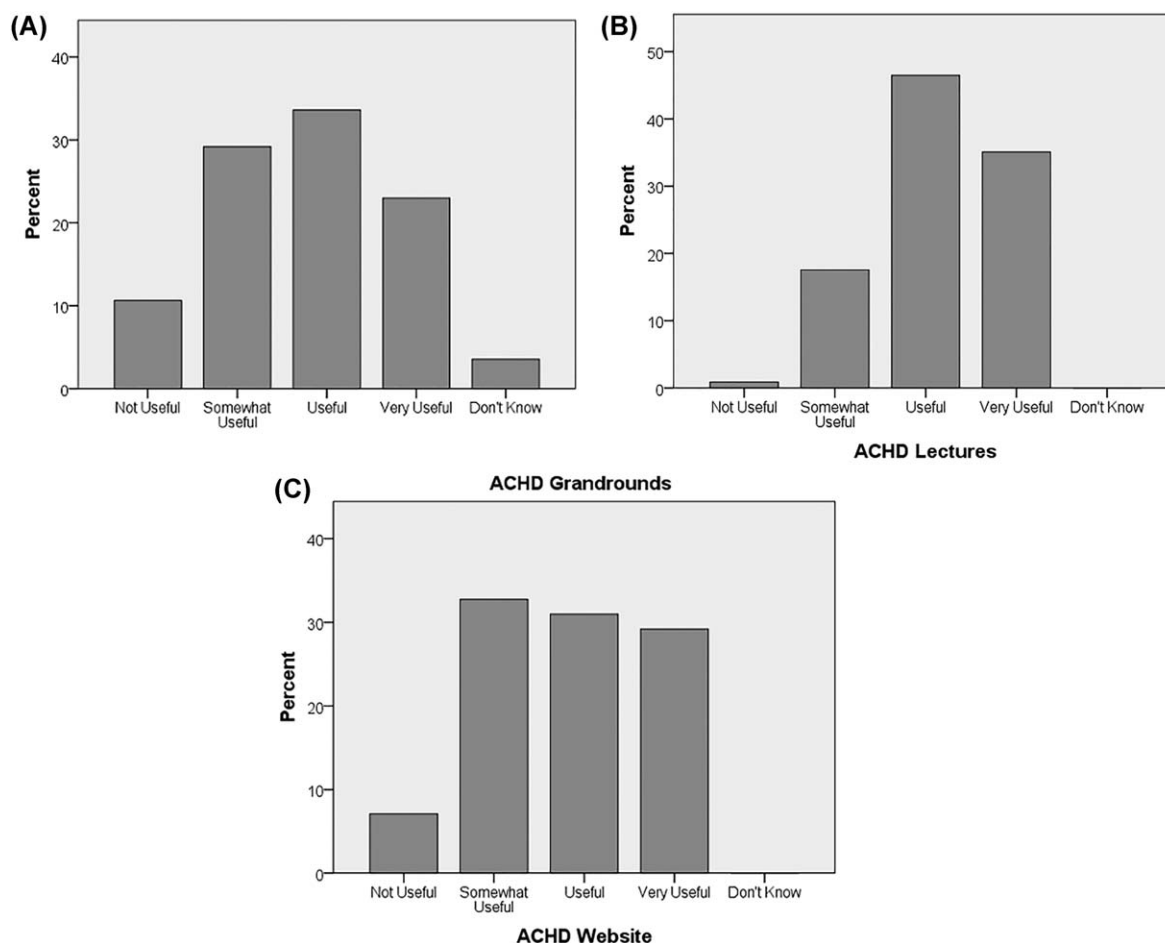 (A)
Percent
40
30
20
10
0
Not Useful
Somewhat
Useful
Useful
Very Useful
Don't Know
(B)
Percent
50
40
30
20
10
0
Not Useful
Somewhat
Useful
Useful
Very Useful
Don't Know
ACHD Lectures
(C)
ACHD Grandrounds
Percent
40
30
20
10
0
Not Useful
Somewhat
Useful
Useful
Very Useful
Don't Know
ACHD Website